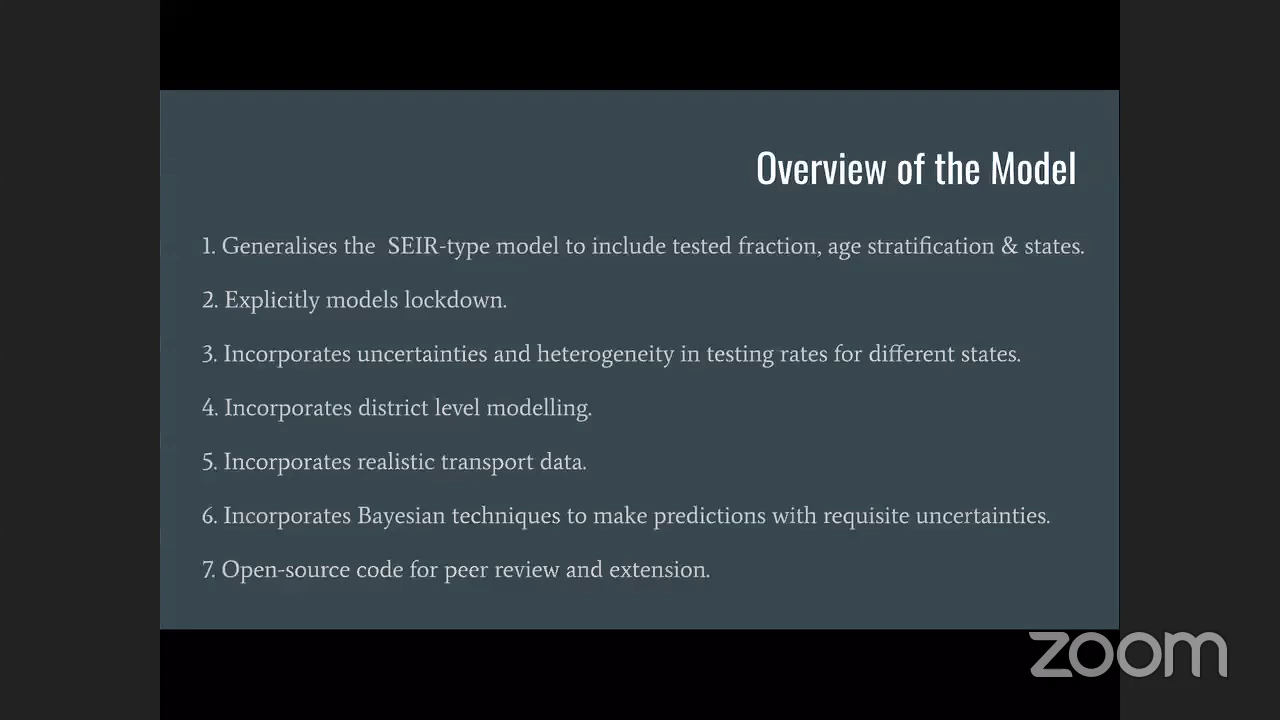 Overview of the Model
1. Generalises the SEIR-type model to include tested fraction, age stratification & states.
2. Explicitly models lockdown.
3. Incorporates uncertainties and heterogeneity in testing rates for different states.
4. Incorporates district level modelling.
5. Incorporates realistic transport data.
6. Incorporates Bayesian techniques to make predictions with requisite uncertainties.
7. Open-source code for peer review and extension.
zoom